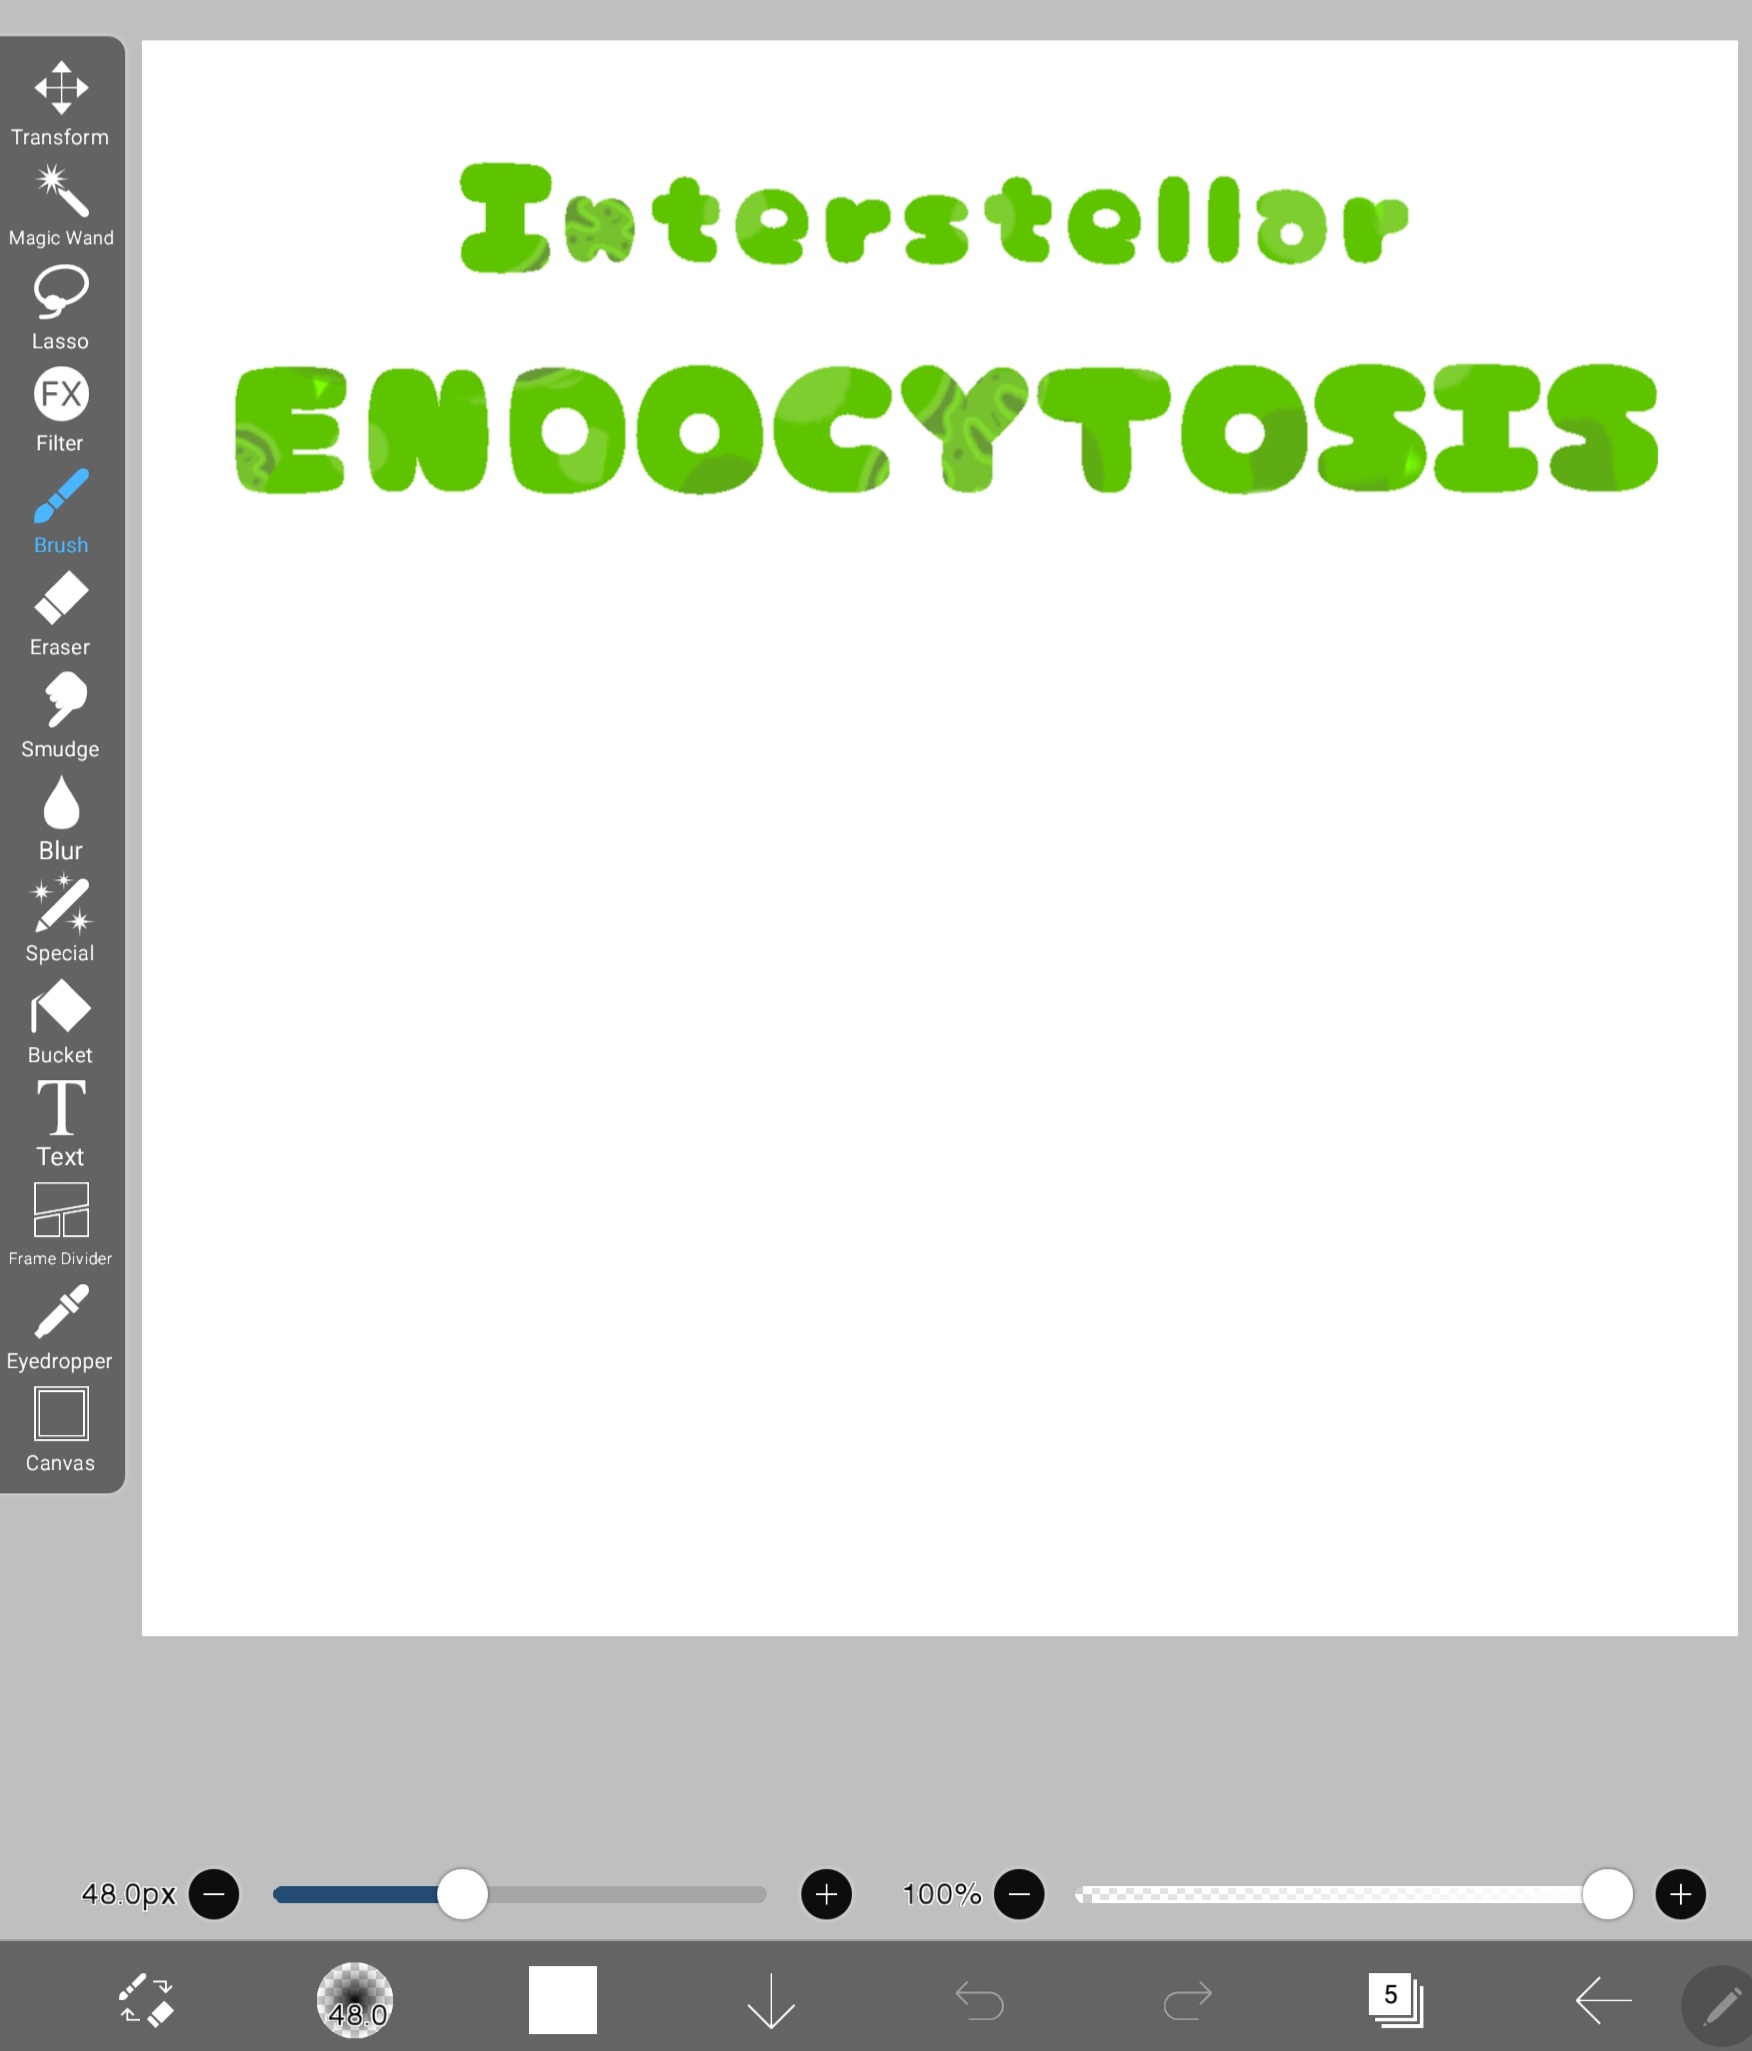 Transform
Magic Wand
Lasso
FX
Filter
Brush
Eraser
Smudge
Blur
Special
Bucket
T
Text
Frame Divider
Eyedropper
Canvas
Interstellar
ENDOCYTOSIS
48.0px
100%
48.0
5